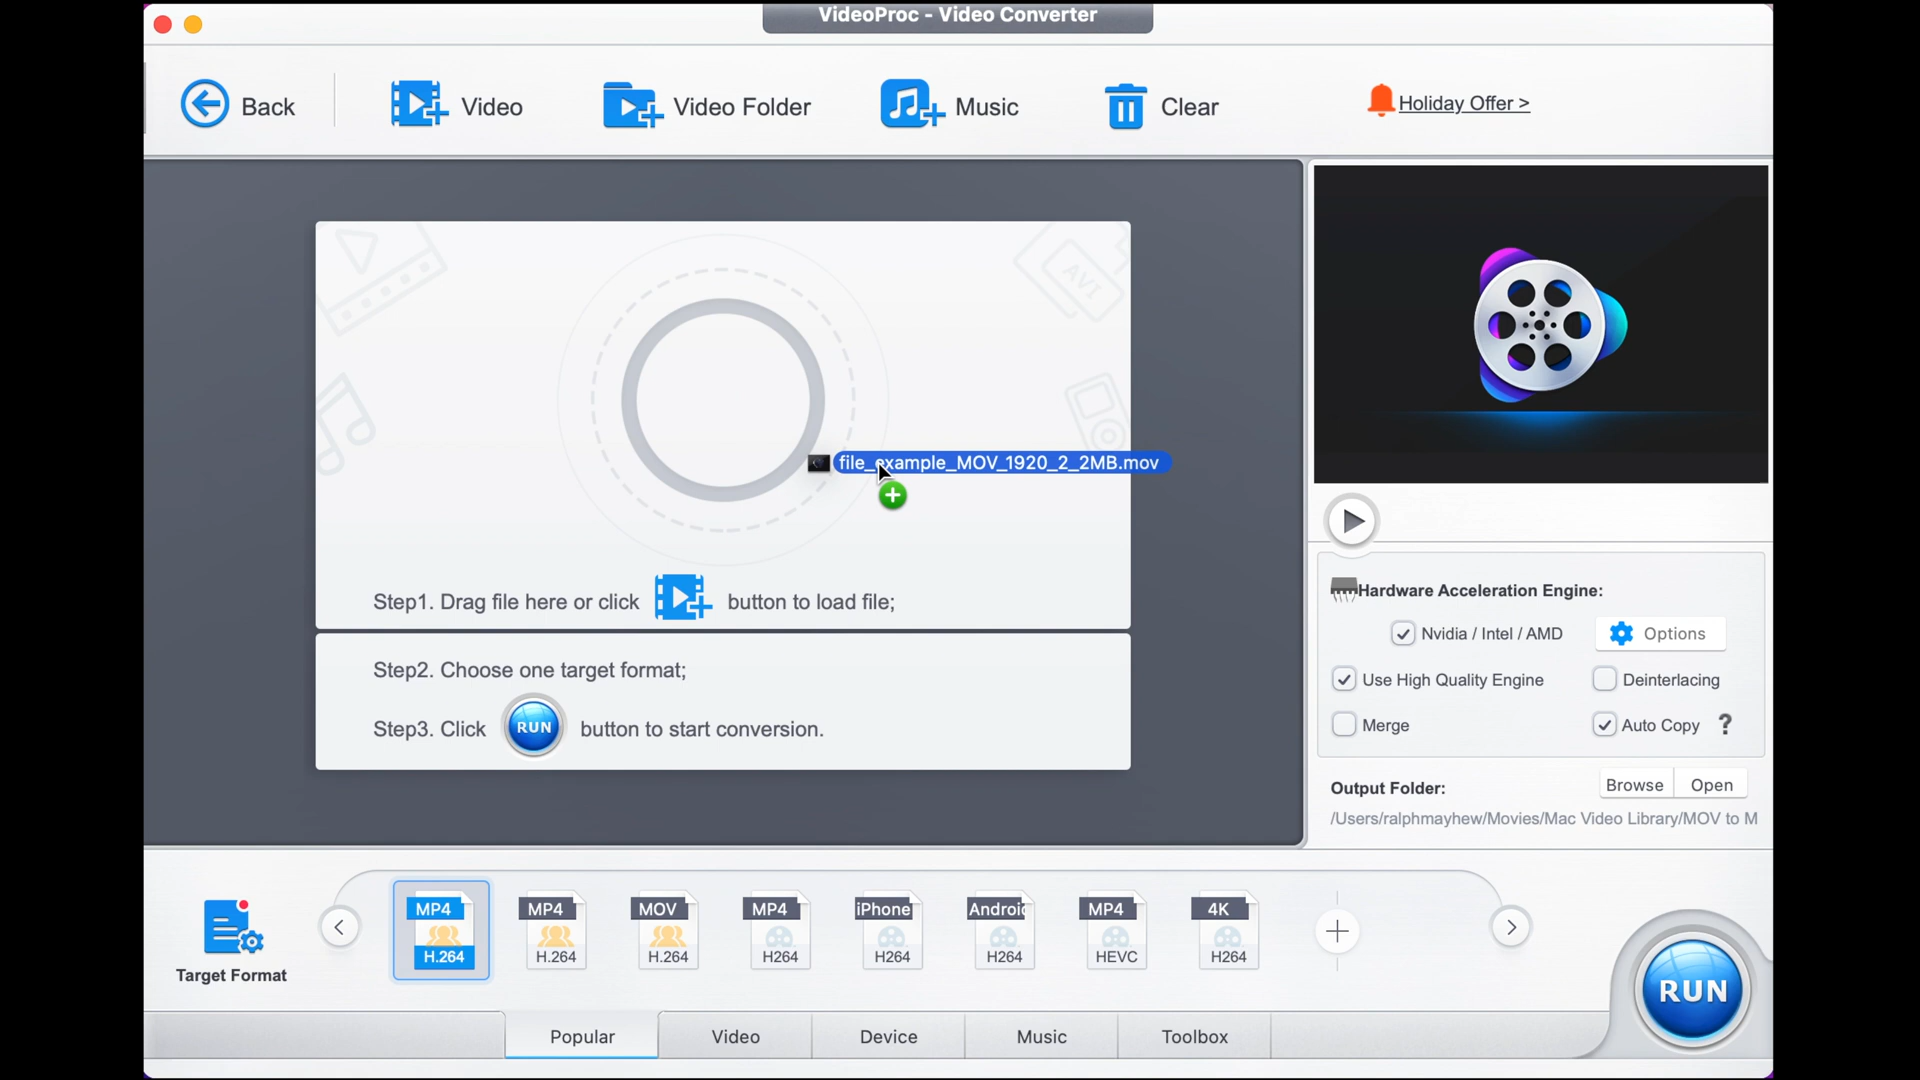 VideoProc - Video Converter
Back
Video
Video Folder
Music
Clear
Holiday Offer >
AVI
file_example_MOV_1920_2_2MB.mov
Step1. Drag file here or click button to load file;
Step2. Choose one target format;
Step3. Click RUN button to start conversion.
Hardware Acceleration Engine:
Nvidia / Intel / AMD
Options
Use High Quality Engine
Deinterlacing
Merge
Auto Copy ?
Output Folder:
Browse
Open
/Users/ralphmayhew/Movies/Mac Video Library/MOV to M
Target Format
MP4 H.264
MP4 H.264
MOV H.264
MP4 H264
iPhone H264
Android H264
MP4 HEVC
4K H264
RUN
Popular
Video
Device
Music
Toolbox